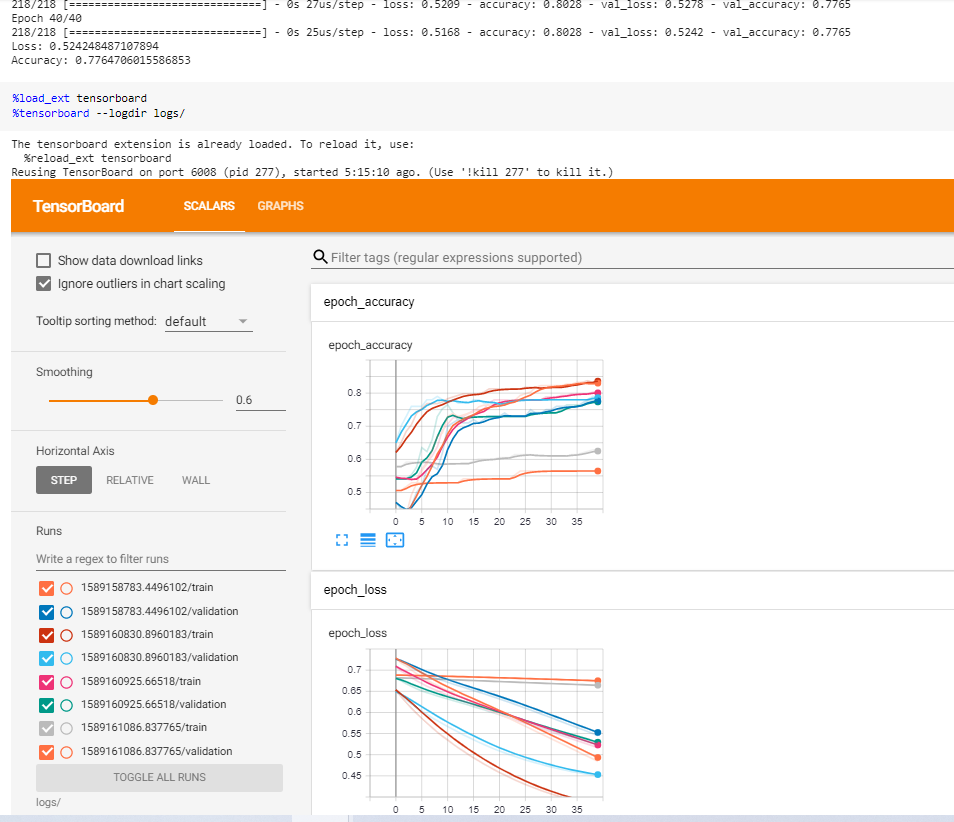 218/218 [==============================] - 0s 27us/step - loss: 0.5209 - accuracy: 0.8028 - val_loss: 0.5278 - val_accuracy: 0.7765
Epoch 40/40
218/218 [==============================] - 0s 25us/step - loss: 0.5168 - accuracy: 0.8028 - val_loss: 0.5242 - val_accuracy: 0.7765
Loss: 0.524248487107894
Accuracy: 0.7764706015586853
%load_ext tensorboard
%tensorboard --logdir logs/
The tensorboard extension is already loaded. To reload it, use:
%reload_ext tensorboard
Reusing TensorBoard on port 6008 (pid 277), started 5:15:10 ago. (Use '!kill 277' to kill it.)
TensorBoard SCALARS GRAPHS
Show data download links
Ignore outliers in chart scaling
Tooltip sorting method: default
Smoothing
0.6
Horizontal Axis
STEP RELATIVE WALL
Runs
Write a regex to filter runs
1589158783.4496102/train
1589158783.4496102/validation
1589160830.8960183/train
1589160830.8960183/validation
1589160925.66518/train
1589160925.66518/validation
1589161086.837765/train
1589161086.837765/validation
TOGGLE ALL RUNS
logs/
Filter tags (regular expressions supported)
epoch_accuracy
epoch_accuracy
0.8
0.7
0.6
0.5
0 5 10 15 20 25 30 35
epoch_loss
epoch_loss
0.7
0.65
0.6
0.55
0.5
0.45
0 5 10 15 20 25 30 35